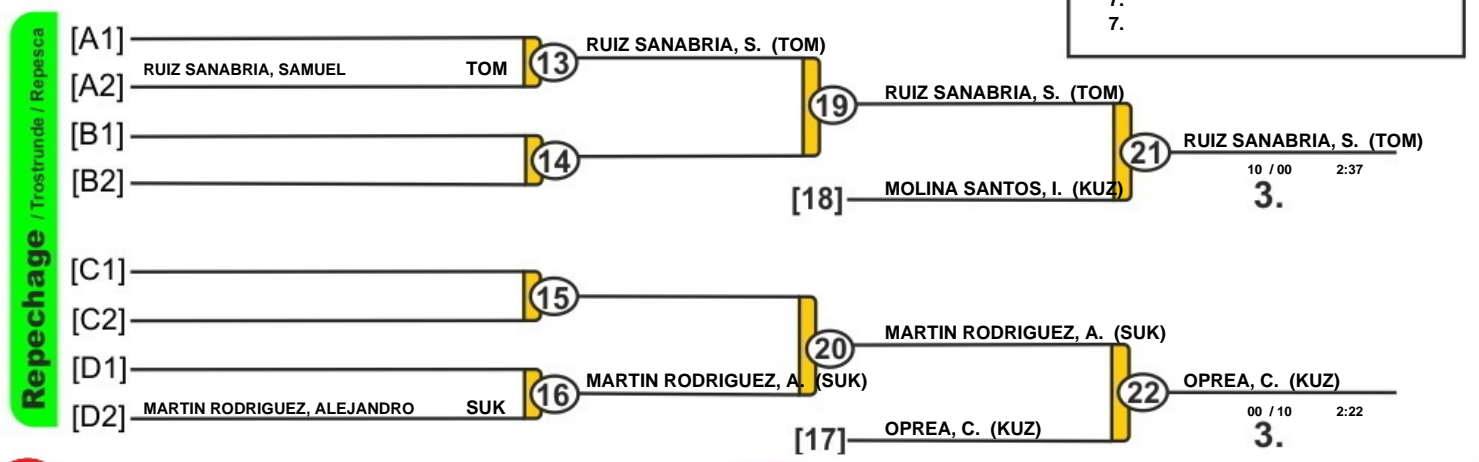 7.
7.
Repechage / Trostrunde / Repesca
[A1]
RUIZ SANABRIA, SAMUEL TOM
[A2]
13
RUIZ SANABRIA, S. (TOM)
[B1]
14
[B2]
19
RUIZ SANABRIA, S. (TOM)
[18]
MOLINA SANTOS, I. (KUZ)
21
RUIZ SANABRIA, S. (TOM)
10 / 00 2:37
3.
[C1]
15
[C2]
[D1]
16
MARTIN RODRIGUEZ, A. (SUK)
[D2]
MARTIN RODRIGUEZ, ALEJANDRO SUK
20
MARTIN RODRIGUEZ, A. (SUK)
[17]
OPREA, C. (KUZ)
22
OPREA, C. (KUZ)
00 / 10 2:22
3.